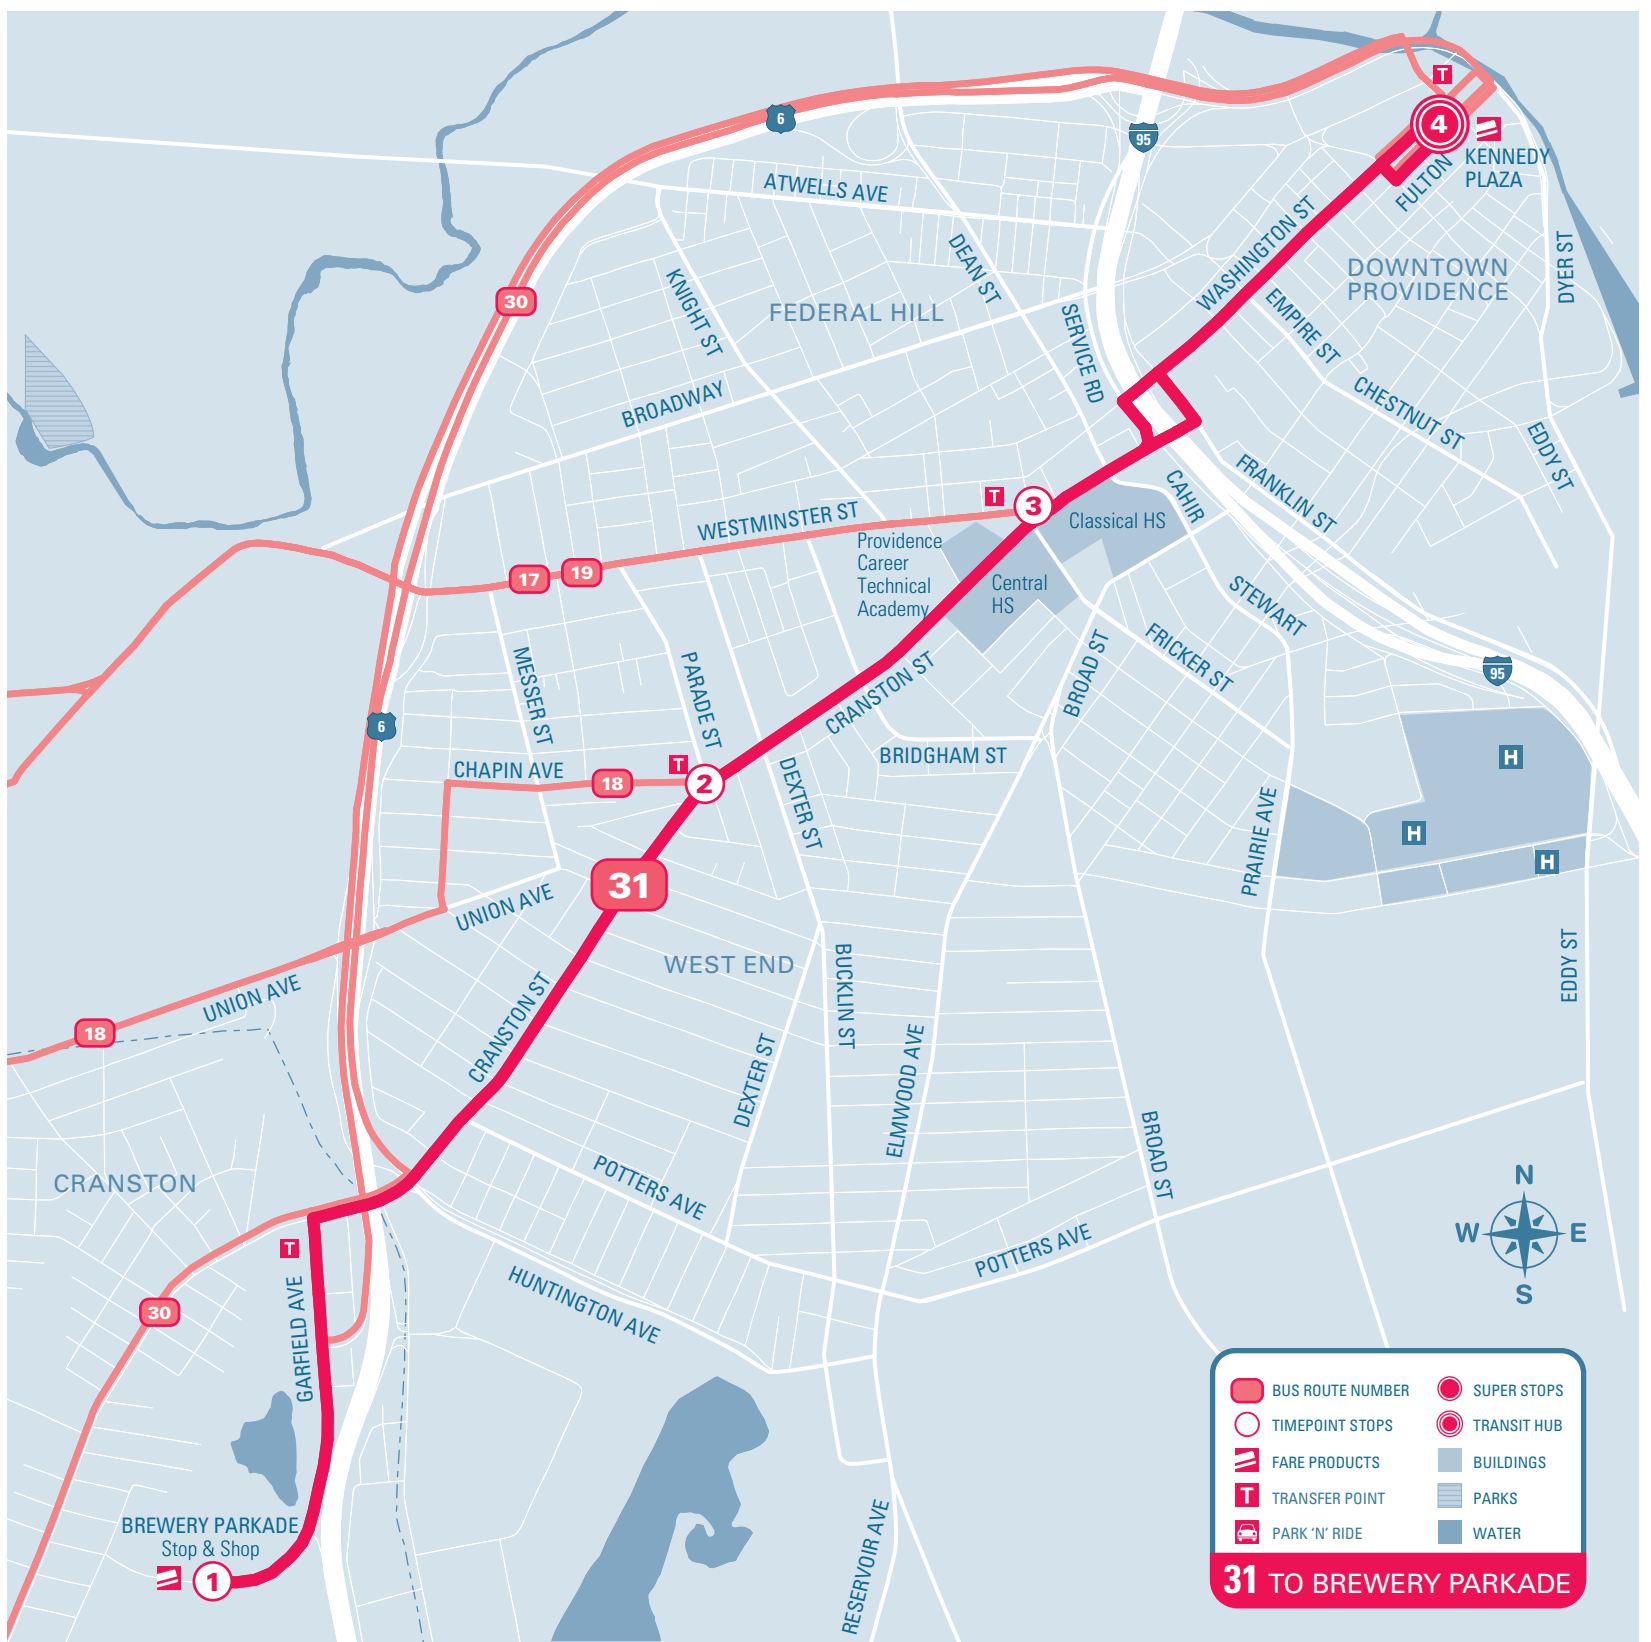 T
6
4
95
KENNEDY
PLAZA
FULTON
ATWELLS AVE
WASHINGTON ST
DEAN ST
DYER ST
DOWNTOWN
PROVIDENCE
KNIGHT ST
30
FEDERAL HILL
EMPIRE ST
SERVICE RD
BROADWAY
CHESTNUT ST
EDDY ST
FRANKLIN ST
CAHIR
T
3
WESTMINSTER ST
Classical HS
Providence
Career
Technical
Academy
Central
HS
17
19
STEWART
FRICKER ST
BROAD ST
95
MESSER ST
PARADE ST
CRANSTON ST
6
BRIDGHAM ST
H
CHAPIN AVE
18
T
2
DEXTER ST
PRAIRIE AVE
H
H
31
UNION AVE
WEST END
BUCKLIN ST
EDDY ST
UNION AVE
18
CRANSTON ST
DEXTER ST
ELMWOOD AVE
BROAD ST
CRANSTON
POTTERS AVE
POTTERS AVE
N
W
E
S
T
GARFIELD AVE
HUNTINGTON AVE
30
BREWERY PARKADE
Stop & Shop
1
RESERVOIR AVE
BUS ROUTE NUMBER
SUPER STOPS
TIMEPOINT STOPS
TRANSIT HUB
FARE PRODUCTS
BUILDINGS
T TRANSFER POINT
PARKS
PARK ‘N’ RIDE
WATER
31 TO BREWERY PARKADE